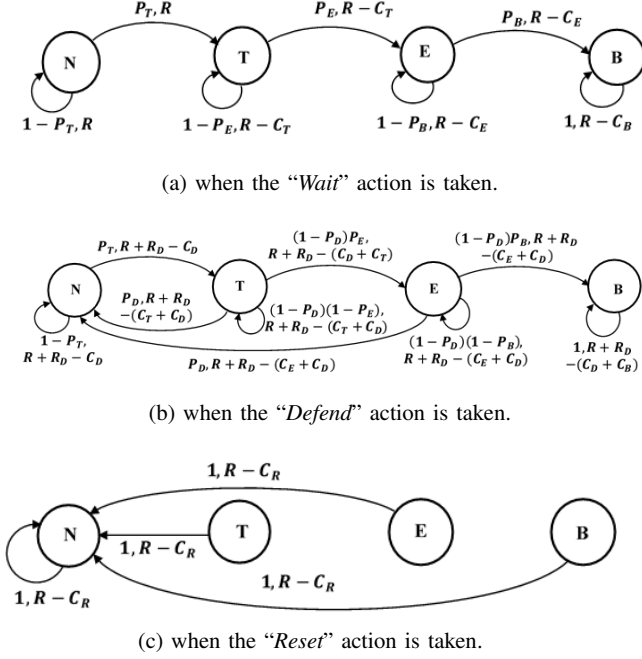 P_T, R
P_E, R − C_T
P_B, R − C_E
N
T
E
B
1 − P_T, R
1 − P_E, R − C_T
1 − P_B, R − C_E
1, R − C_B
(a) when the “Wait” action is taken.
P_T, R + R_D − C_D
(1 − P_D)P_E,
R + R_D − (C_D + C_T)
(1 − P_D)P_B, R + R_D
−(C_E + C_D)
N
T
E
B
P_D, R + R_D
−(C_T + C_D)
1 − P_T,
R + R_D − C_D
(1 − P_D)(1 − P_E),
R + R_D − (C_T + C_D)
(1 − P_D)(1 − P_B),
R + R_D − (C_E + C_D)
1, R + R_D
−(C_D + C_B)
P_D, R + R_D − (C_E + C_D)
(b) when the “Defend” action is taken.
1, R − C_R
N
T
E
B
1, R − C_R
1, R − C_R
1, R − C_R
(c) when the “Reset” action is taken.